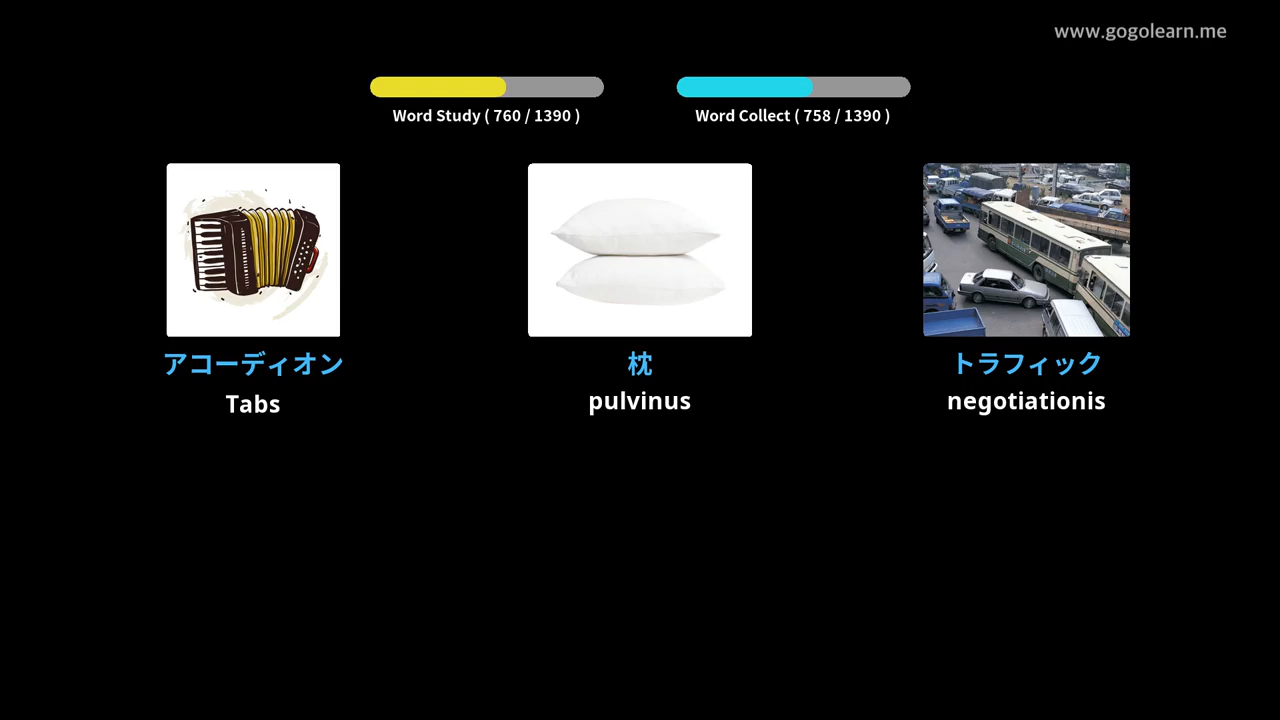 www.gogolearn.me
Word Study ( 760 / 1390 )
Word Collect ( 758 / 1390 )
アコーディオン
Tabs
枕
pulvinus
トラフィック
negotiationis